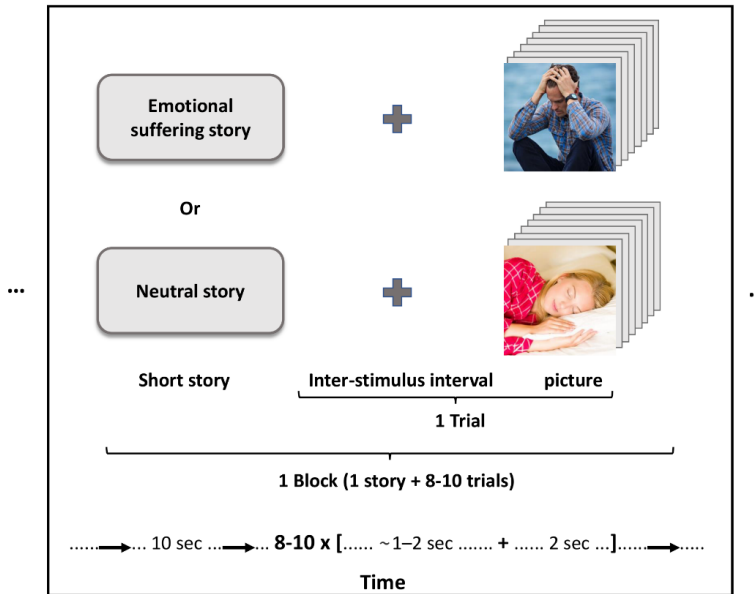 Emotional
suffering story
Or
Neutral story
...
.
Short story
Inter-stimulus interval
picture
1 Trial
1 Block (1 story + 8-10 trials)
...... ... 10 sec ... ... 8-10 x [...... ~1–2 sec ....... + ...... 2 sec ...]...... .....
Time